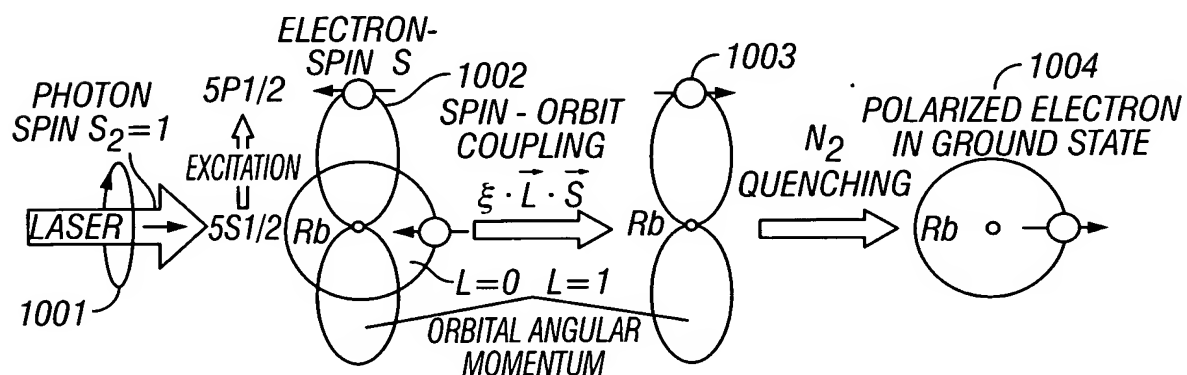 PHOTON
SPIN S2=1
LASER
1001
5P1/2
EXCITATION
5S1/2
ELECTRON-
SPIN S
1002
Rb
L=0 L=1
ORBITAL ANGULAR
MOMENTUM
SPIN - ORBIT
COUPLING
ξ · L⃗ · S⃗
1003
Rb
N2
QUENCHING
1004
POLARIZED ELECTRON
IN GROUND STATE
Rb